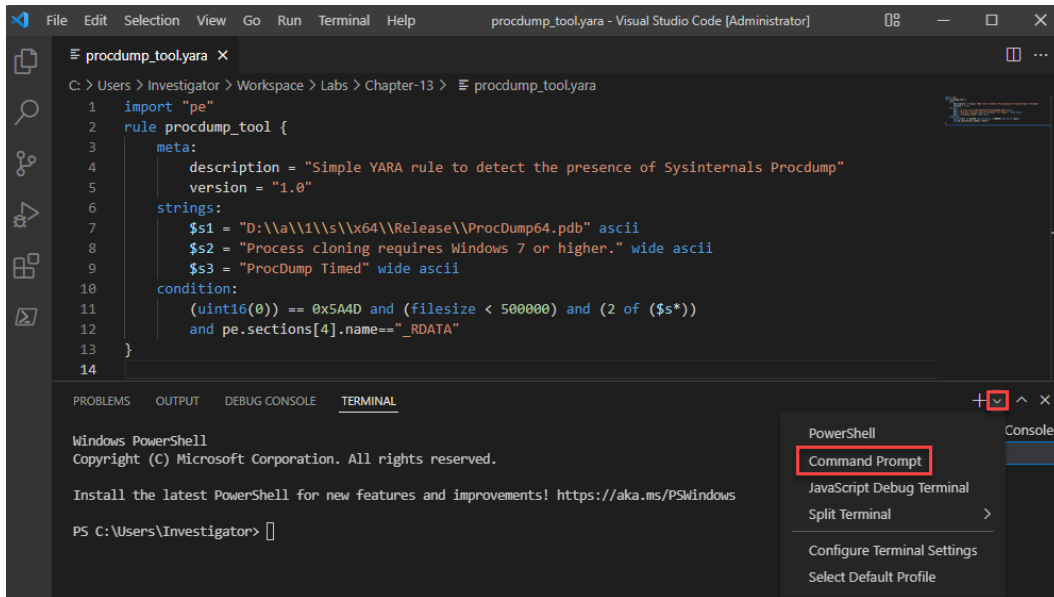 File Edit Selection View Go Run Terminal Help procdump_tool.yara - Visual Studio Code [Administrator]
procdump_tool.yara
C: > Users > Investigator > Workspace > Labs > Chapter-13 > procdump_tool.yara
1 import "pe"
2 rule procdump_tool {
3 meta:
4 description = "Simple YARA rule to detect the presence of Sysinternals Procdump"
5 version = "1.0"
6 strings:
7 $s1 = "D:\\a\\1\\s\\x64\\Release\\ProcDump64.pdb" ascii
8 $s2 = "Process cloning requires Windows 7 or higher." wide ascii
9 $s3 = "ProcDump Timed" wide ascii
10 condition:
11 (uint16(0)) == 0x5A4D and (filesize < 500000) and (2 of ($s*))
12 and pe.sections[4].name=="_RDATA"
13 }
14
PROBLEMS OUTPUT DEBUG CONSOLE TERMINAL
Windows PowerShell
Copyright (C) Microsoft Corporation. All rights reserved.
Install the latest PowerShell for new features and improvements! https://aka.ms/PSWindows
PS C:\Users\Investigator>
PowerShell
Command Prompt
JavaScript Debug Terminal
Split Terminal
Configure Terminal Settings
Select Default Profile
Console